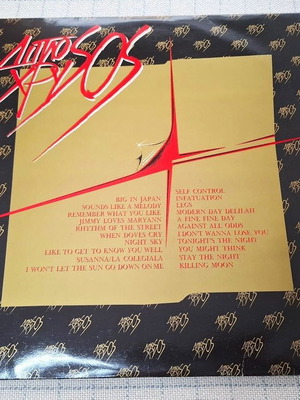 BIG IN JAPAN
SOUNDS LIKE A MELODY
REMEMBER WHAT YOU LIKE
JIMMY LOVES MARYANN
RHYTHM OF THE STREET
WHEN DOVES CRY
NIGHT SKY
LIKE TO GET TO KNOW YOU WELL
SUSANNA/LA COLEGIALA
I WON'T LET THE SUN GO DOWN ON ME
SELF CONTROL
INFATUATION
LEGS
MODERN DAY DELILAH
A FINE FINE DAY
AGAINST ALL ODDS
I DON'T WANNA LOSE YOU
TONIGHT'S THE NIGHT
YOU MIGHT THINK
STAY THE NIGHT
KILLING MOON